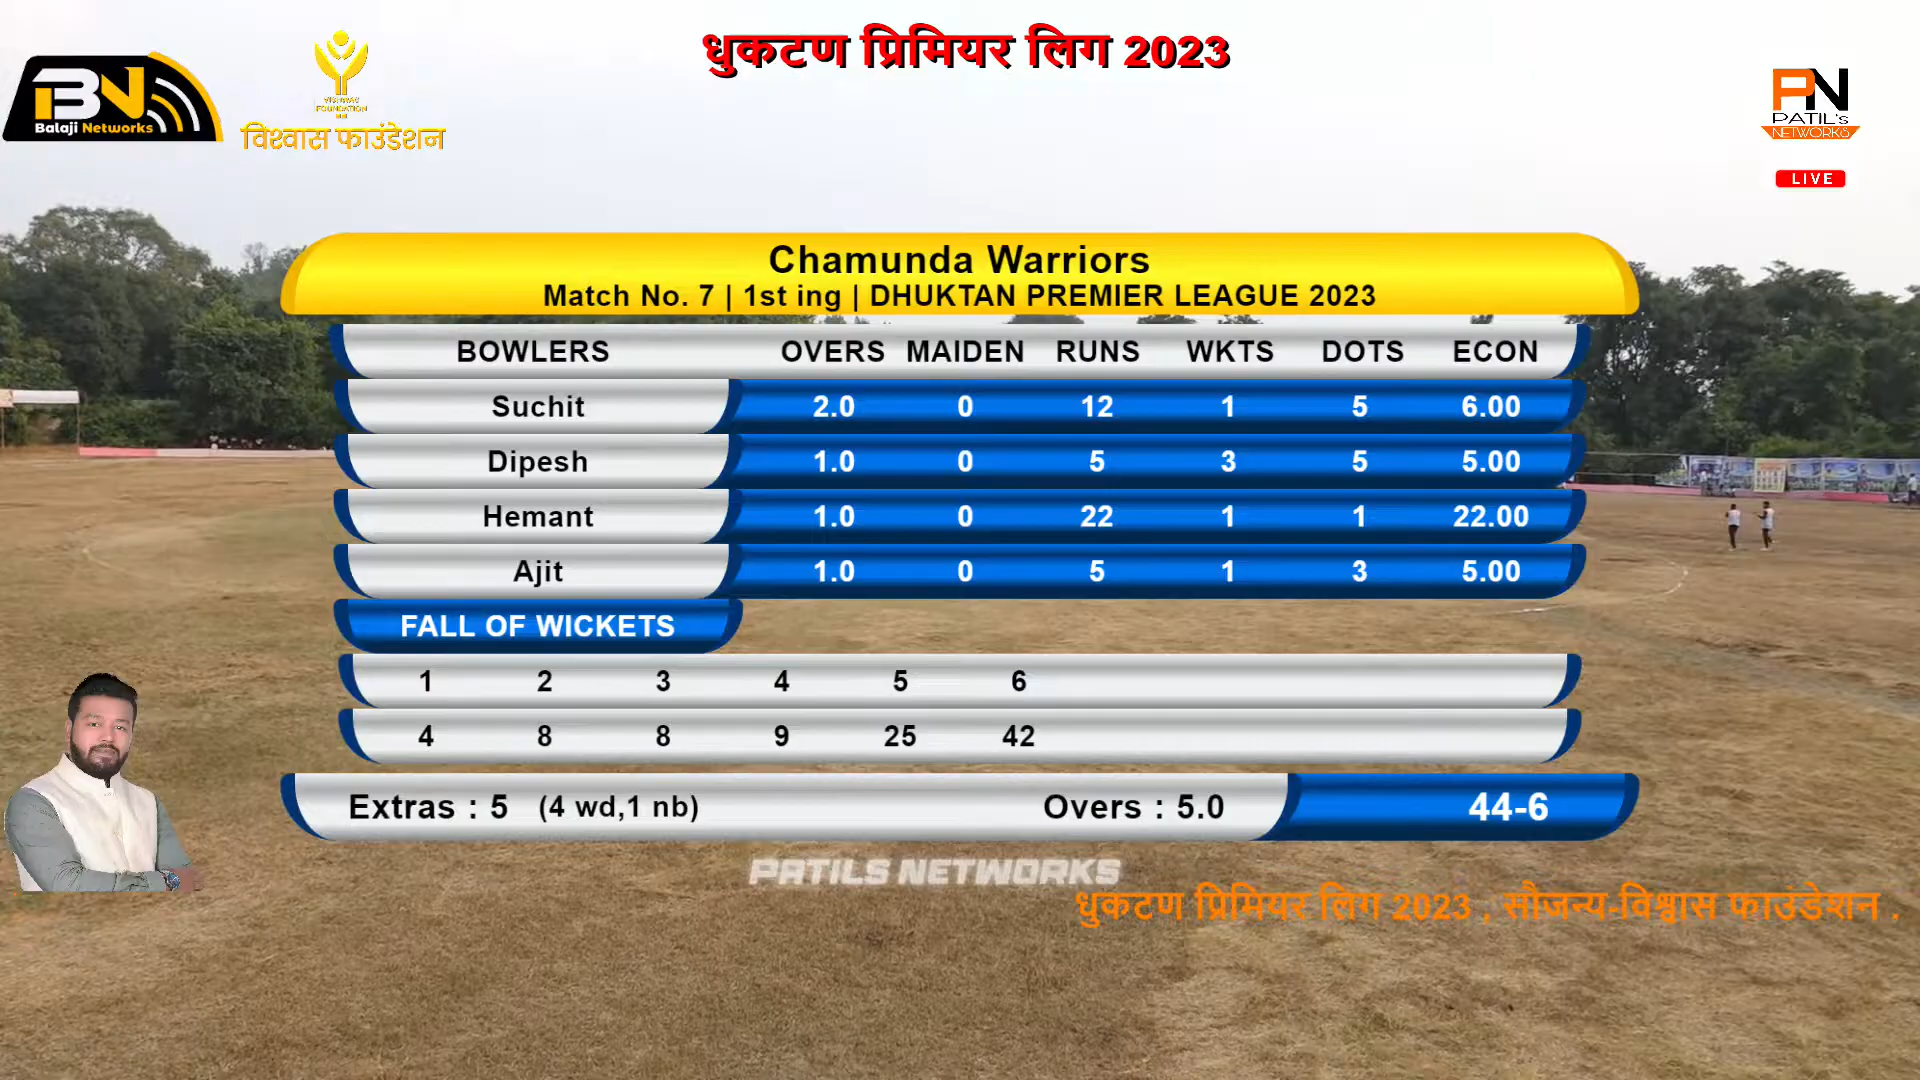 धुकटण प्रिमियर लिग 2023
BN
Balaji Networks
VISHWAS
FOUNDATION
विश्वास फाउंडेशन
PN
PATIL's
NETWORKS
LIVE
Chamunda Warriors
Match No. 7 | 1st ing | DHUKTAN PREMIER LEAGUE 2023
BOWLERS OVERS MAIDEN RUNS WKTS DOTS ECON
Suchit 2.0 0 12 1 5 6.00
Dipesh 1.0 0 5 3 5 5.00
Hemant 1.0 0 22 1 1 22.00
Ajit 1.0 0 5 1 3 5.00
FALL OF WICKETS
1 2 3 4 5 6
4 8 8 9 25 42
Extras : 5 (4 wd,1 nb) Overs : 5.0 44-6
PATILS NETWORKS
धुकटण प्रिमियर लिग 2023 , सौजन्य-विश्वास फाउंडेशन .